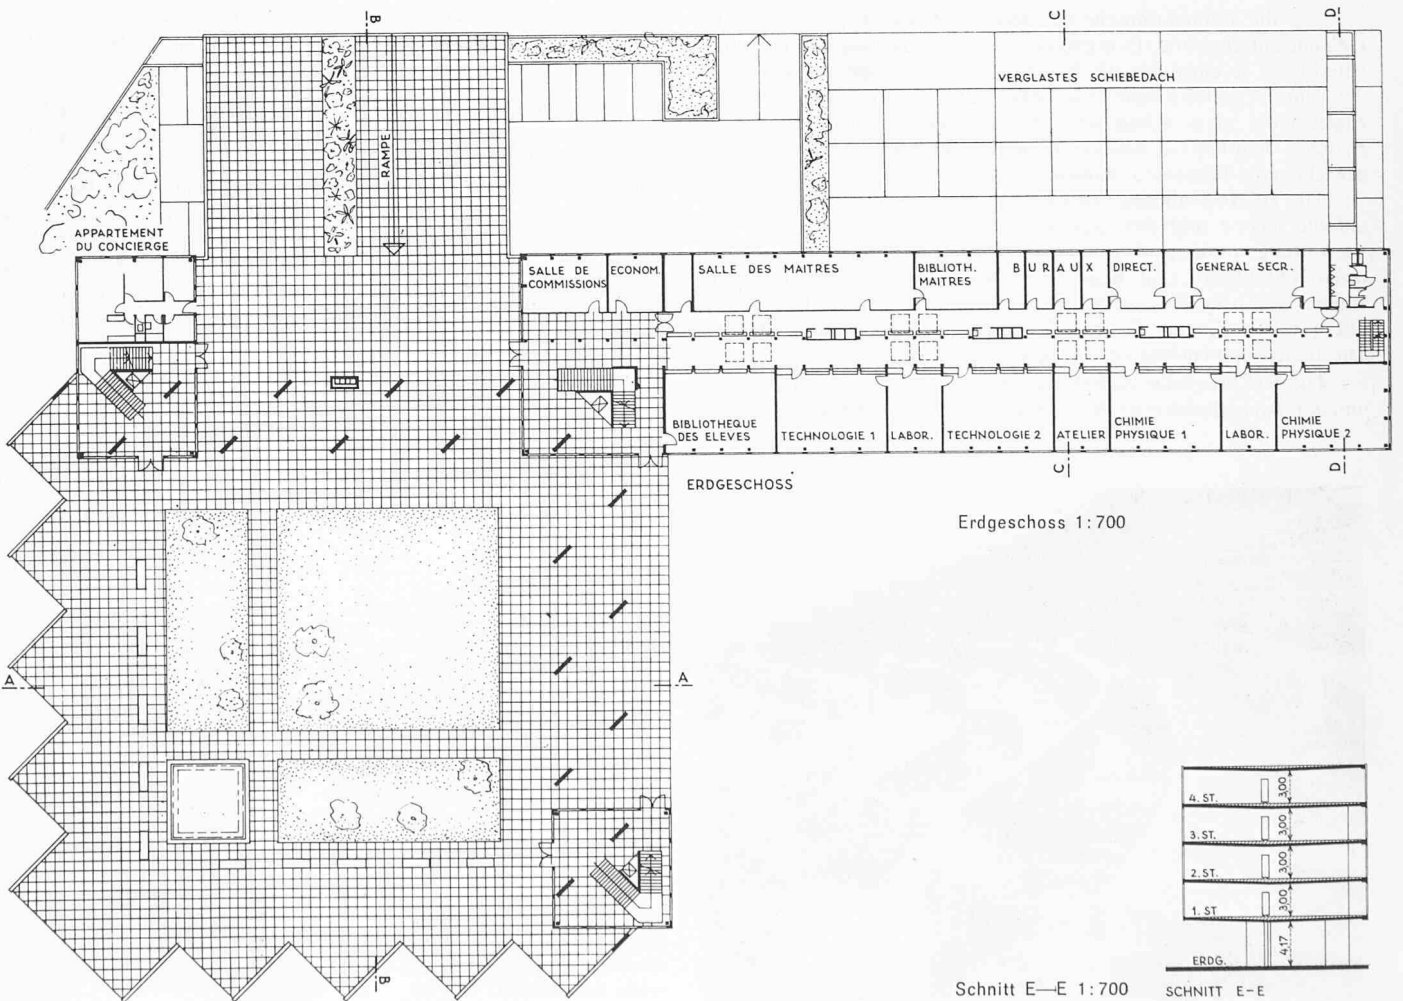 B
C
D
VERGLASTES SCHIEBEDACH
RAMPE
APPARTEMENT
DU CONCIERGE
SALLE DE
COMMISSIONS
ECONOM.
SALLE DES MAITRES
BIBLIOTH.
MAITRES
BURAUX
DIRECT.
GENERAL SECR.
BIBLIOTHEQUE
DES ELEVES
TECHNOLOGIE 1
LABOR.
TECHNOLOGIE 2
ATELIER
CHIMIE
PHYSIQUE 1
LABOR.
CHIMIE
PHYSIQUE 2
C
D
ERDGESCHOSS
Erdgeschoss 1:700
A
A
4. ST.
3,00
3. ST.
3,00
2. ST.
3,00
1. ST
3,00
ERDG.
4,17
B
Schnitt E—E 1:700
SCHNITT E-E